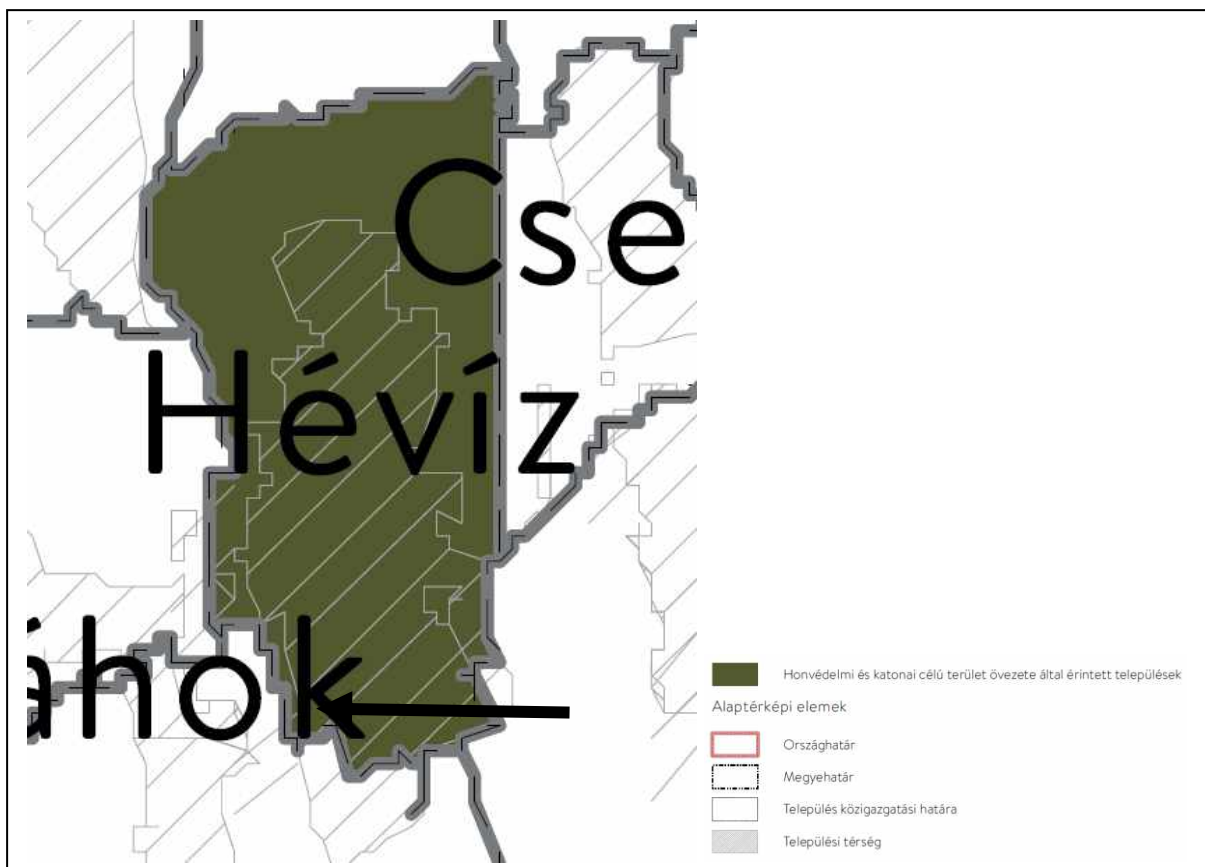 Cse
Hévíz
áhok
Honvédelmi és katonai célú terület övezete által érintett települések
Alaptérképi elemek
Országhatár
Megyehatár
Település közigazgatási határa
Települési térség